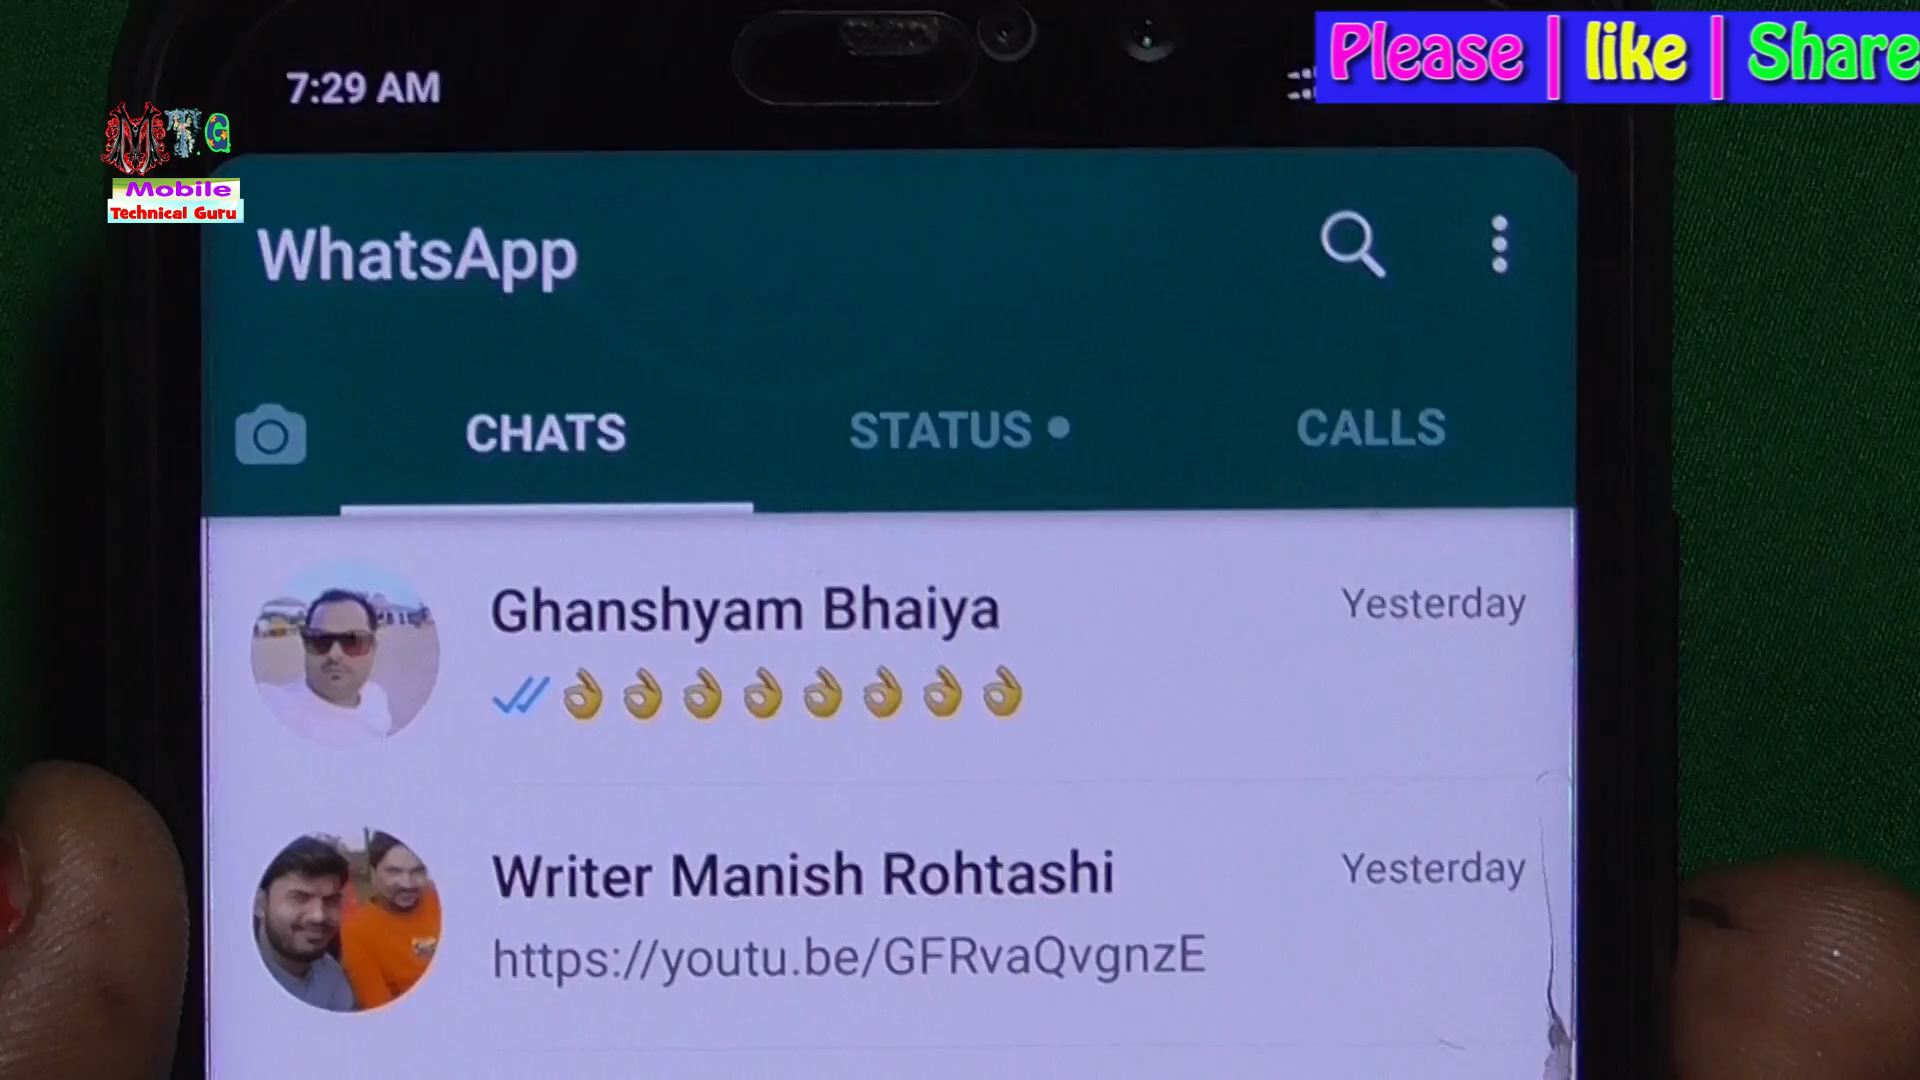 Please | like | Share
7:29 AM
M T.G
Mobile
Technical Guru
WhatsApp
CHATS
STATUS
CALLS
Ghanshyam Bhaiya
Yesterday
👌👌👌👌👌👌👌👌
Writer Manish Rohtashi
Yesterday
https://youtu.be/GFRvaQvgnzE